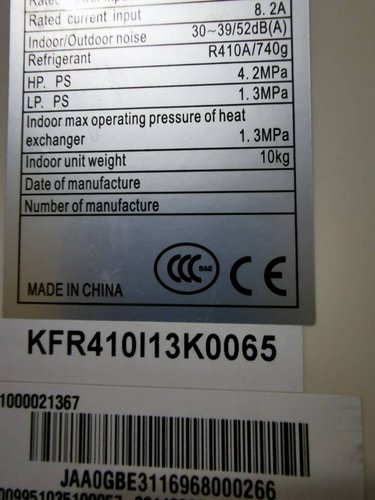 Rated current input 8.2A
Indoor/Outdoor noise 30~39/52dB(A)
Refrigerant R410A/740g
HP. PS 4.2MPa
LP. PS 1.3MPa
Indoor max operating pressure of heat
exchanger 1.3MPa
Indoor unit weight 10kg
Date of manufacture
Number of manufacture
CCC S&E CE
MADE IN CHINA
KFR410I13K0065
1000021367
JAA0GBE3116968000266